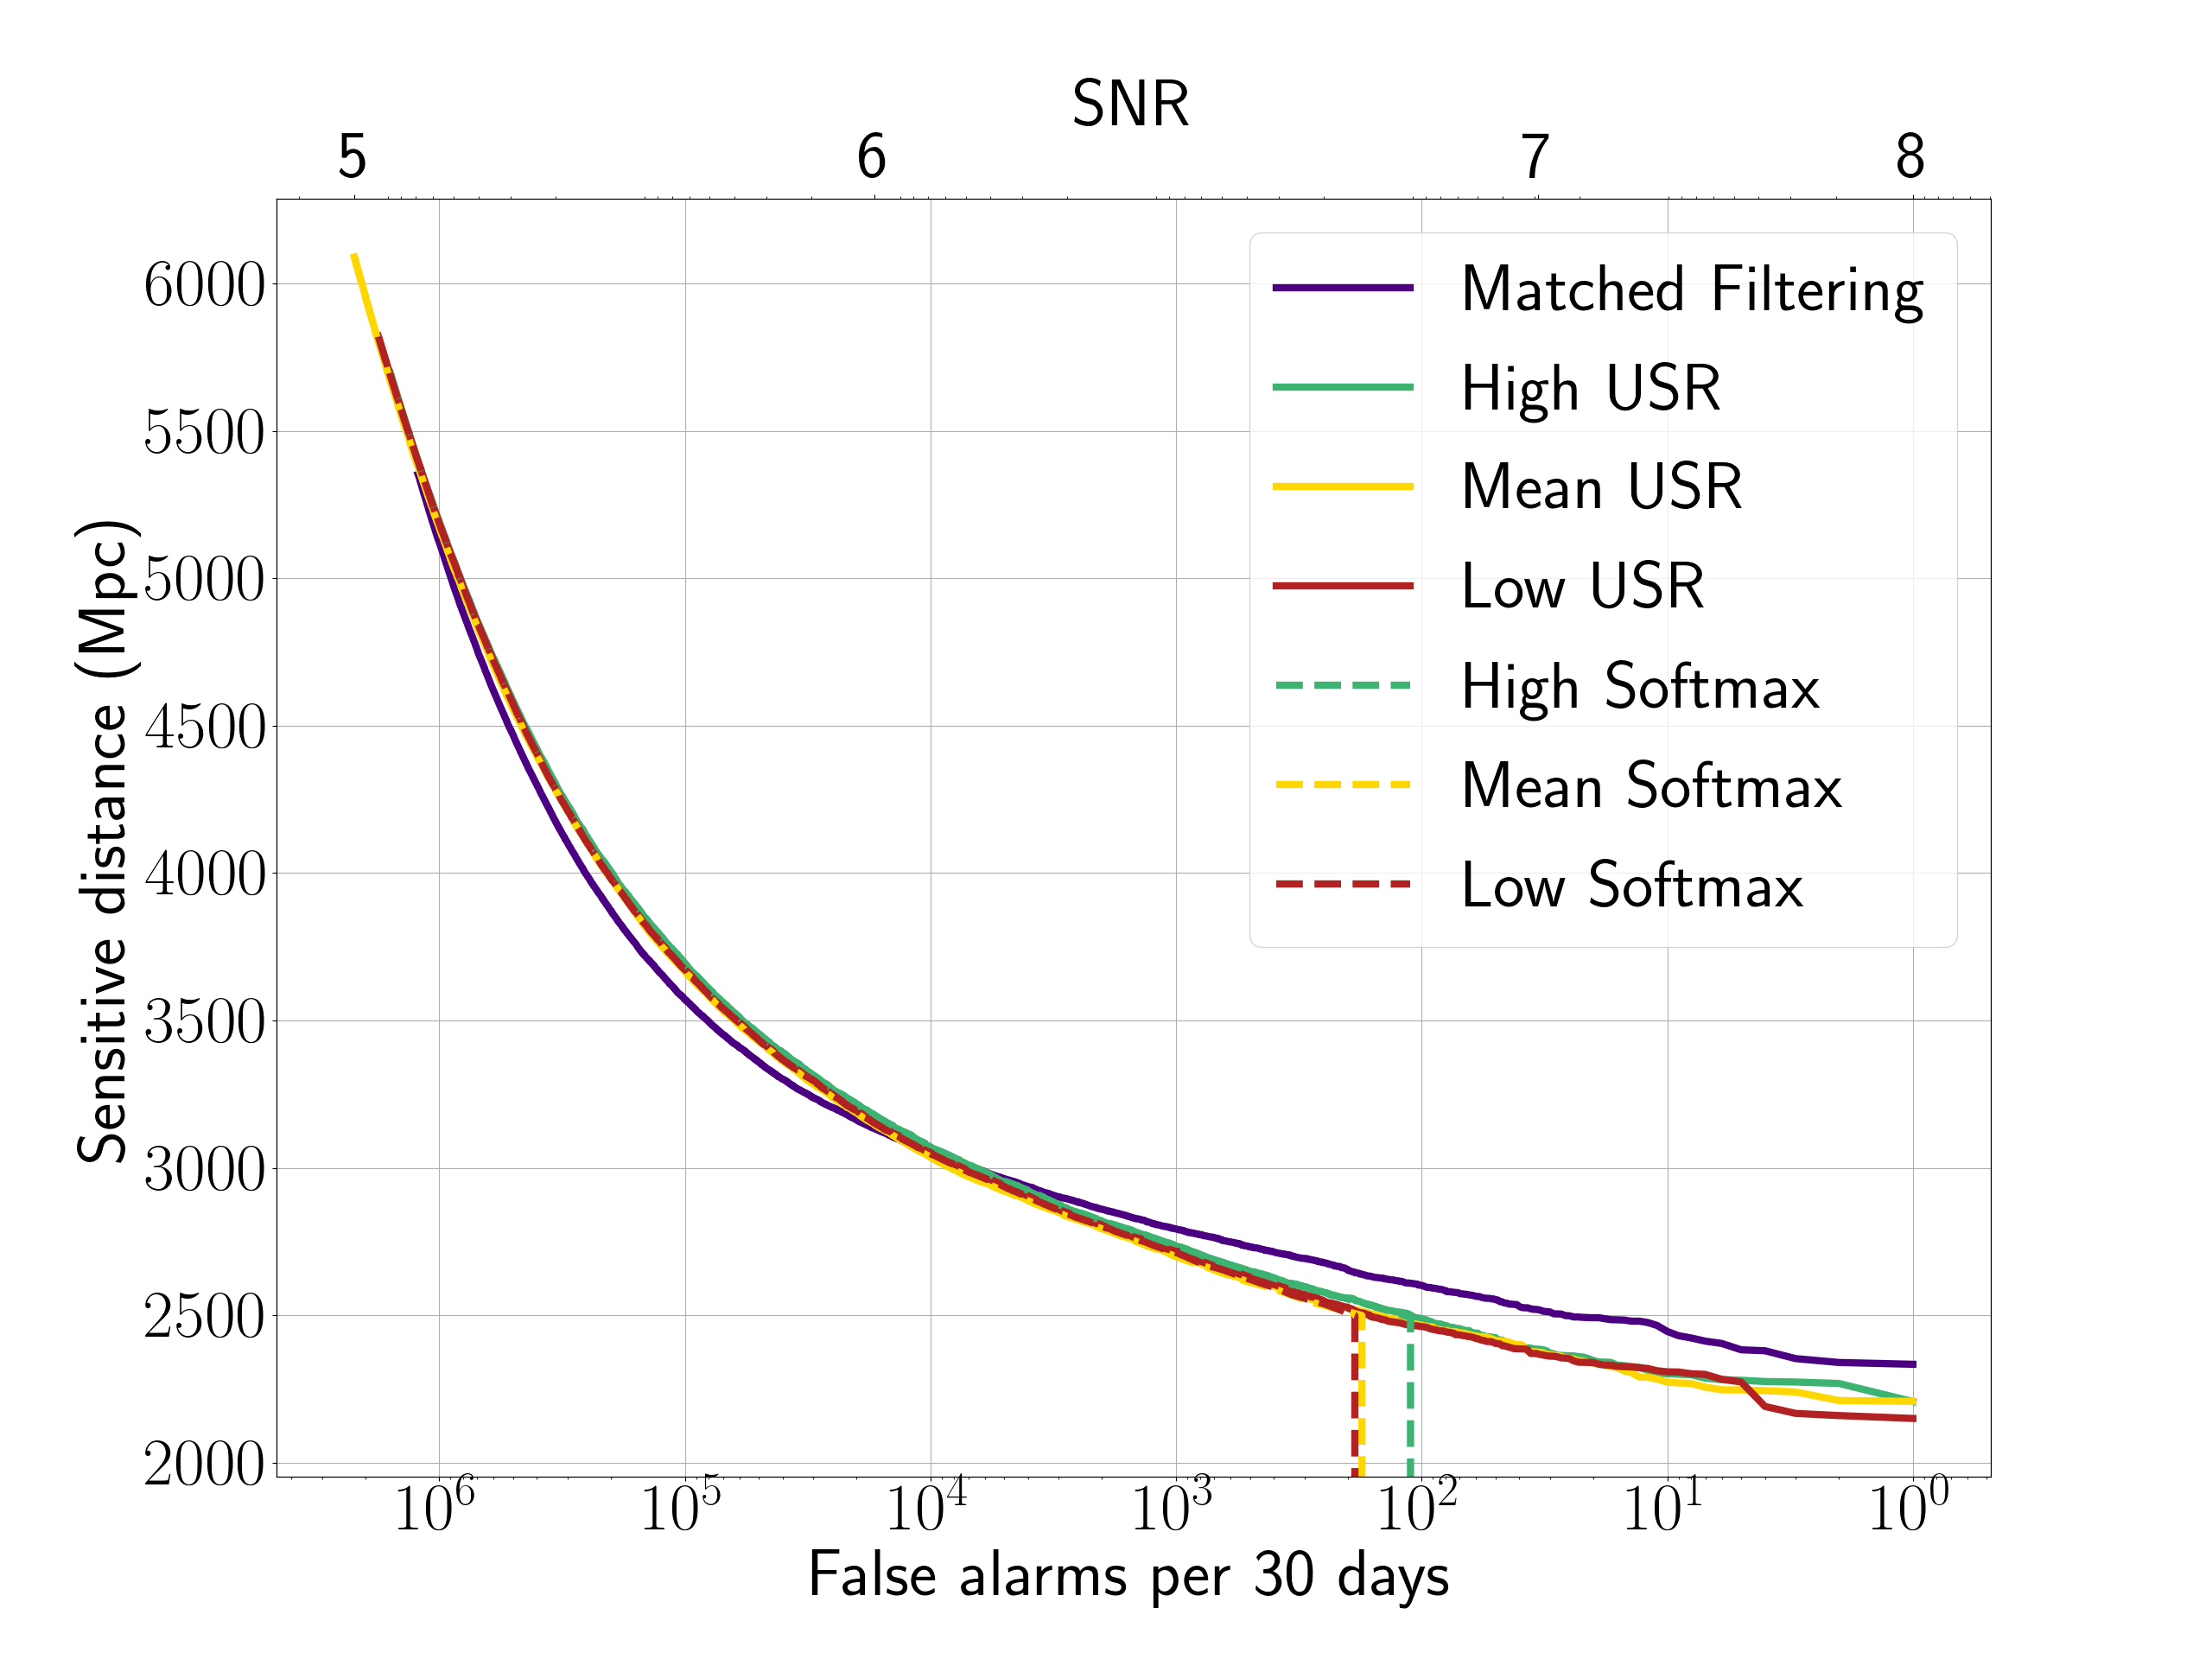 SNR
5 6 7 8
6000
5500
5000
4500
4000
3500
3000
2500
2000
Sensitive distance (Mpc)
Matched Filtering
High USR
Mean USR
Low USR
High Softmax
Mean Softmax
Low Softmax
10^6 10^5 10^4 10^3 10^2 10^1 10^0
False alarms per 30 days